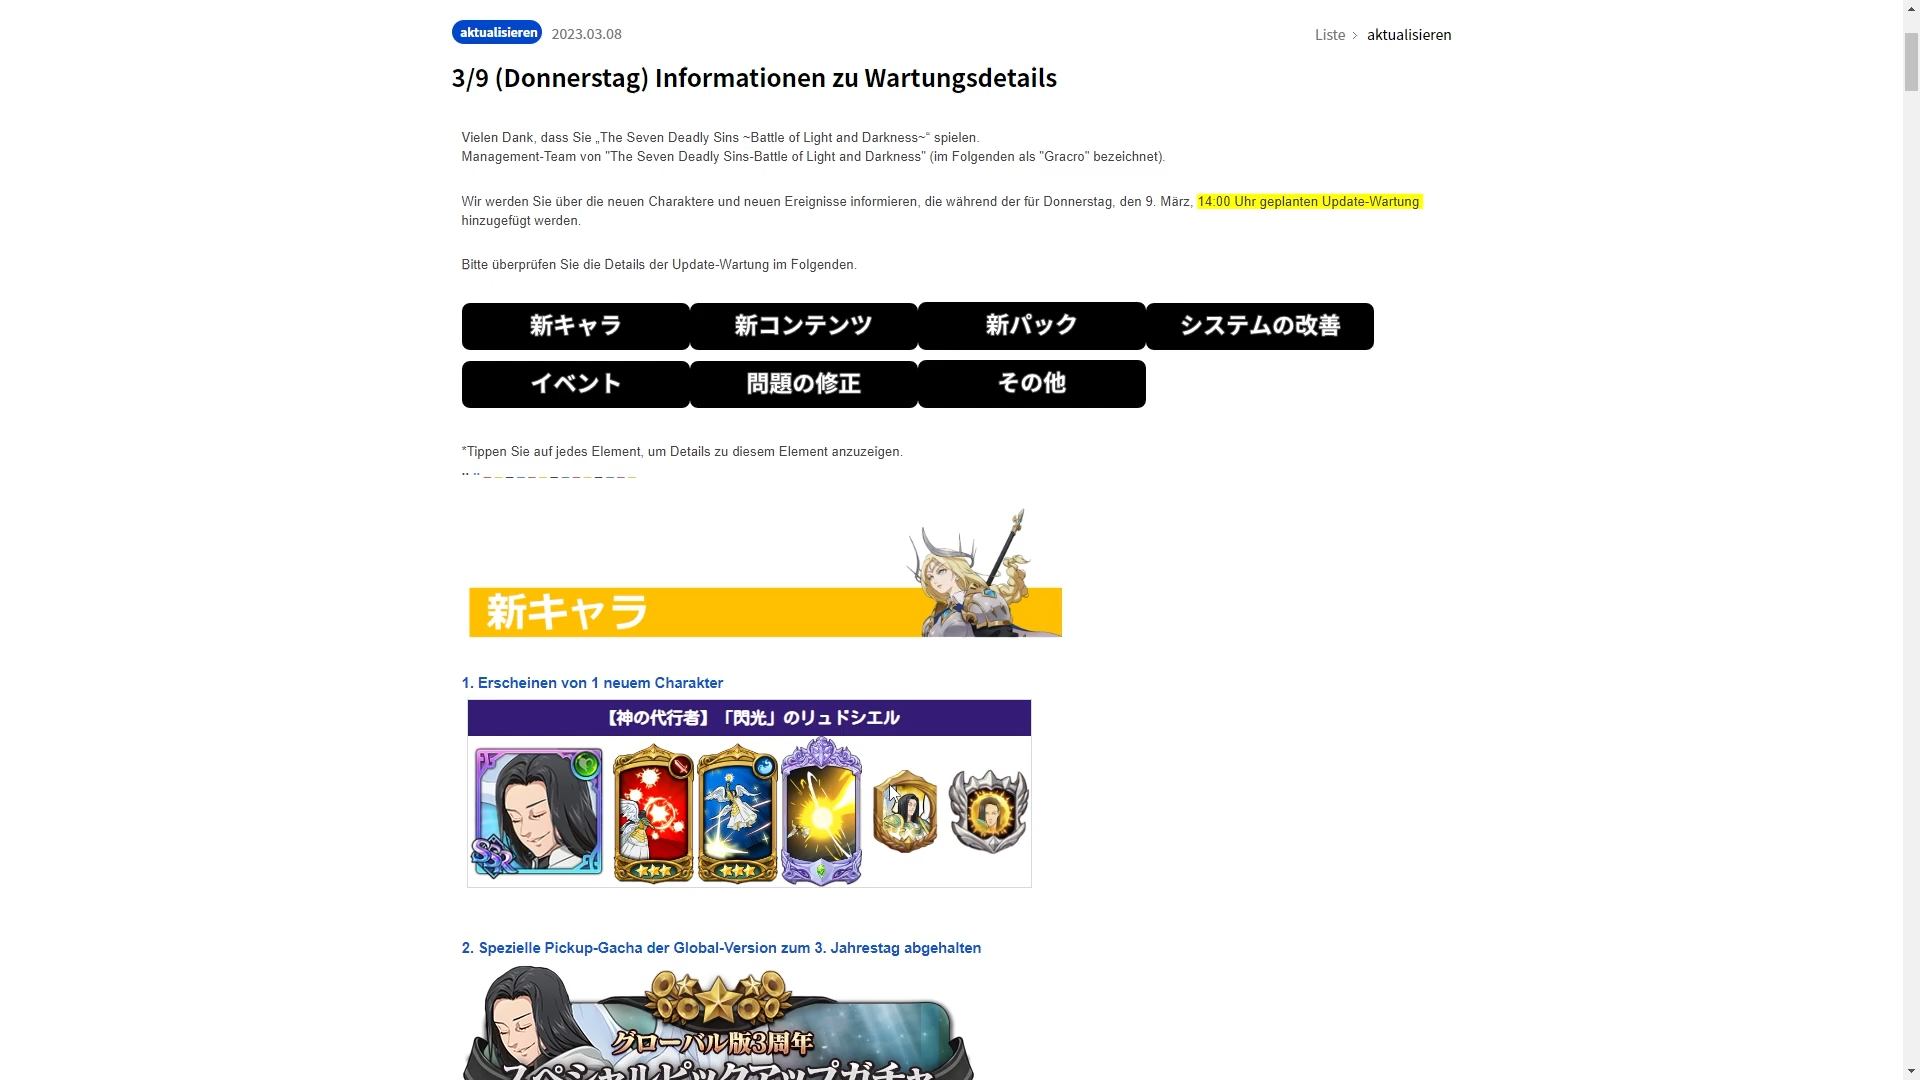 aktualisieren 2023.03.08
Liste > aktualisieren
3/9 (Donnerstag) Informationen zu Wartungsdetails
Vielen Dank, dass Sie „The Seven Deadly Sins ~Battle of Light and Darkness~“ spielen.
Management-Team von "The Seven Deadly Sins-Battle of Light and Darkness" (im Folgenden als "Gracro" bezeichnet).
Wir werden Sie über die neuen Charaktere und neuen Ereignisse informieren, die während der für Donnerstag, den 9. März, 14:00 Uhr geplanten Update-Wartung
hinzugefügt werden.
Bitte überprüfen Sie die Details der Update-Wartung im Folgenden.
新キャラ 新コンテンツ 新パック システムの改善
イベント 問題の修正 その他
*Tippen Sie auf jedes Element, um Details zu diesem Element anzuzeigen.
新キャラ
1. Erscheinen von 1 neuem Charakter
【神の代行者】「閃光」のリュドシエル
SSR
2. Spezielle Pickup-Gacha der Global-Version zum 3. Jahrestag abgehalten
グローバル版3周年
スペシャルピックアップガチャ